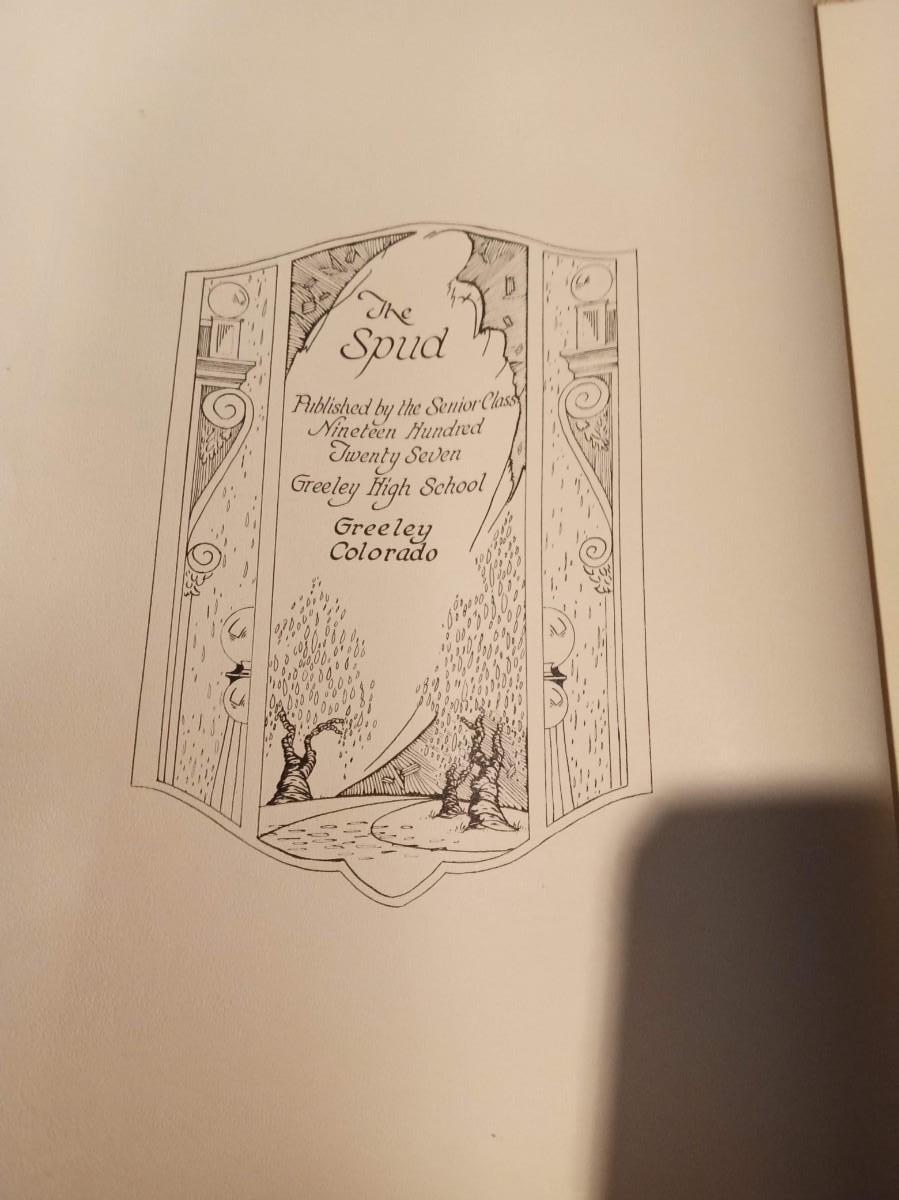 The
Spud
Published by the Senior Class
Nineteen Hundred
Twenty Seven
Greeley High School
Greeley
Colorado